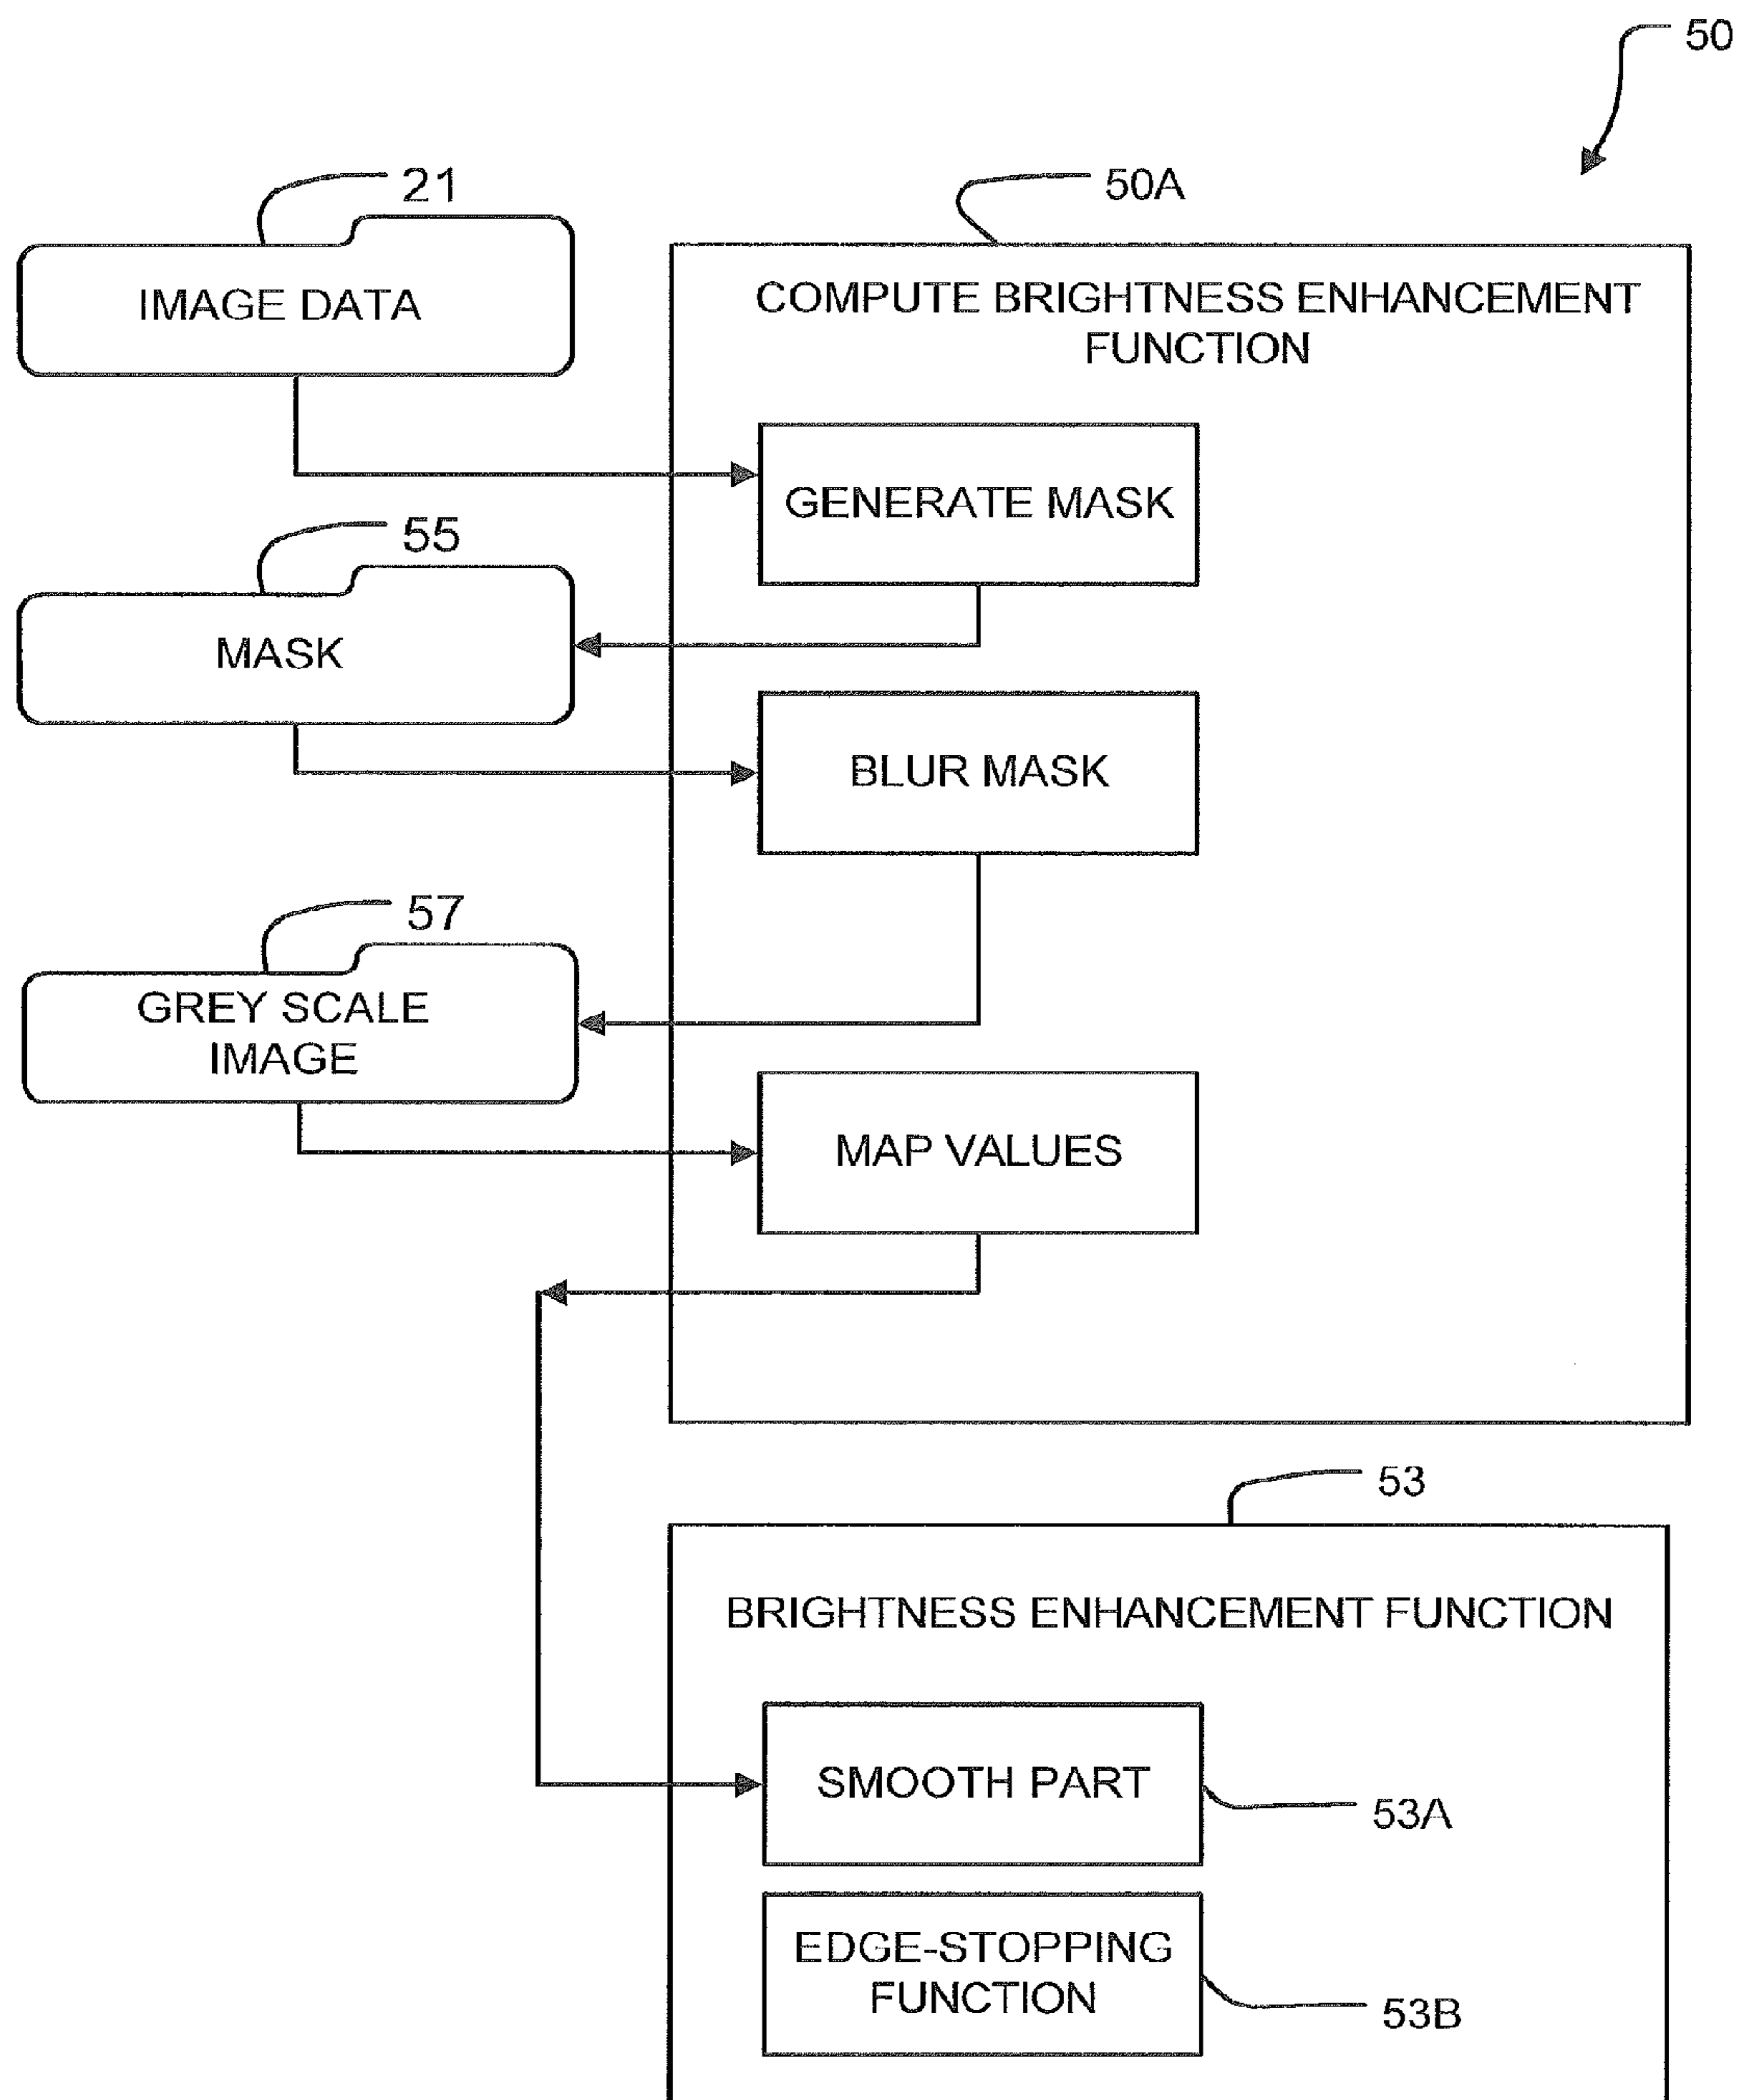 50
21
50A
IMAGE DATA
COMPUTE BRIGHTNESS ENHANCEMENT
FUNCTION
GENERATE MASK
55
MASK
BLUR MASK
57
GREY SCALE
IMAGE
MAP VALUES
53
BRIGHTNESS ENHANCEMENT FUNCTION
SMOOTH PART
53A
EDGE-STOPPING
FUNCTION
53B